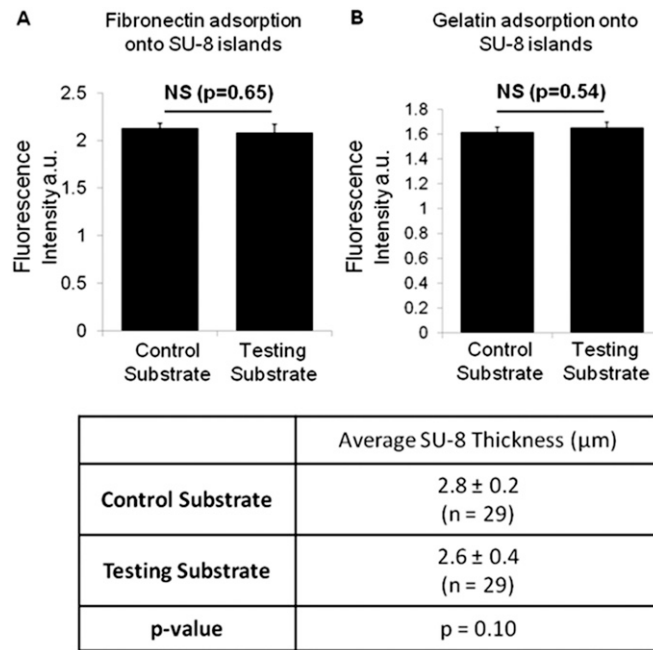 A
Fibronectin adsorption
onto SU-8 islands
NS (p=0.65)
Fluorescence
Intensity a.u.
2.5
2
1.5
1
0.5
0
Control
Substrate
Testing
Substrate
B
Gelatin adsorption onto
SU-8 islands
NS (p=0.54)
Fluorescence
Intensity a.u.
1.8
1.6
1.4
1.2
1
0.8
0.6
0.4
0.2
0
Control
Substrate
Testing
Substrate
Average SU-8 Thickness (μm)
Control Substrate
2.8 ± 0.2
(n = 29)
Testing Substrate
2.6 ± 0.4
(n = 29)
p-value
p = 0.10